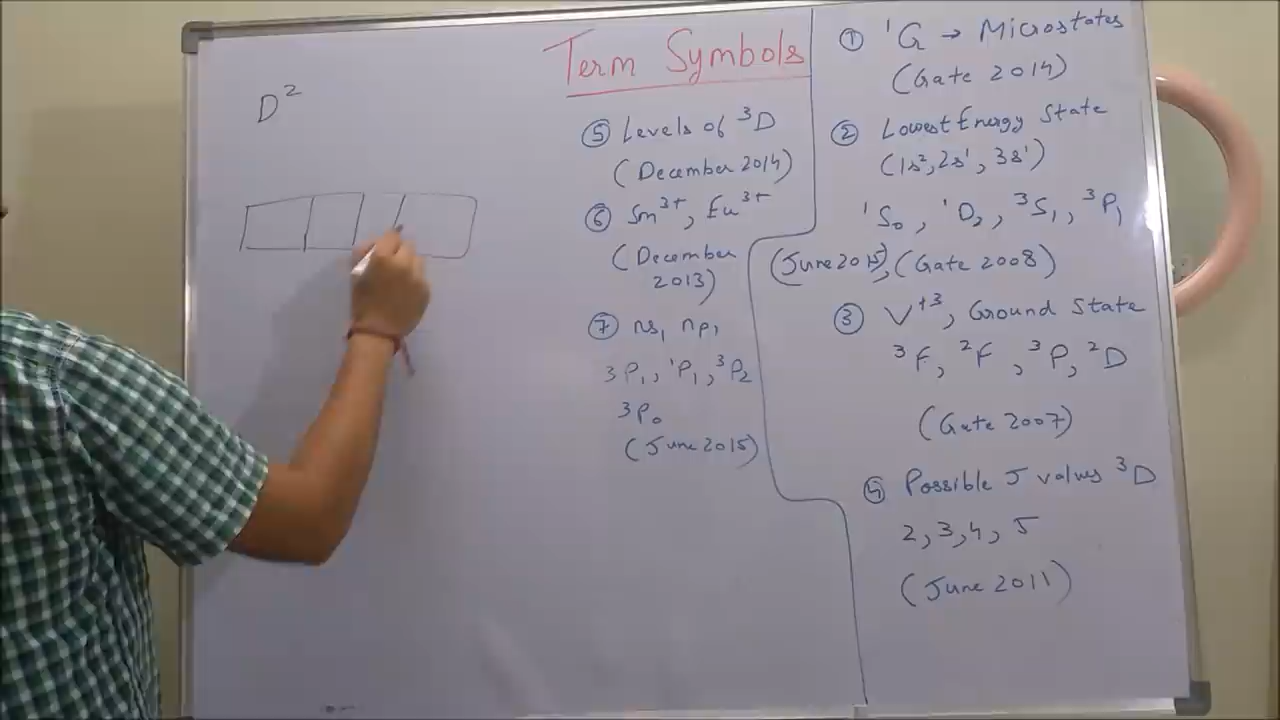 Term Symbols
D²
⑤ Levels of ³D
(December 2014)
⑥ Sm³⁺, Eu³⁺
(December
2013)
⑦ ns, np,
3P₁, ¹P₁, ³P₂
³P₀
(June 2015)
① ¹G → Microstates
(Gate 2014)
② Lowest Energy State
(1s², 2s¹, 3s¹)
¹S₀, ¹D₂, ³S₁, ³P₁
(June 2015), (Gate 2008)
③ V⁺³, Ground State
³F, ²F, ³P, ²D
(Gate 2007)
④ Possible J values ³D
2, 3, 4, 5
(June 2011)